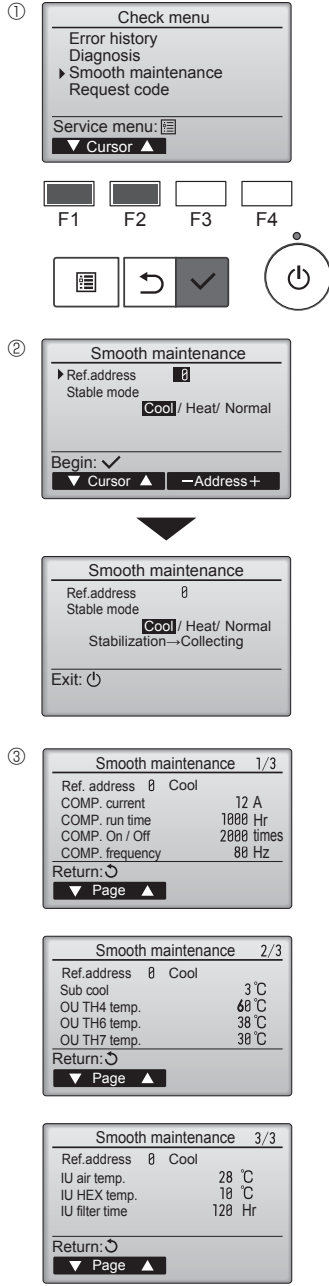 ①
Check menu
Error history
Diagnosis
Smooth maintenance
Request code
Service menu:
▼ Cursor ▲
F1 F2 F3 F4
②
Smooth maintenance
Ref.address 0
Stable mode
Cool / Heat/ Normal
Begin: ✓
▼ Cursor ▲ −Address+
Smooth maintenance
Ref.address 0
Stable mode
Cool / Heat/ Normal
Stabilization→Collecting
Exit:
③
Smooth maintenance 1/3
Ref. address 0 Cool
COMP. current 12 A
COMP. run time 1000 Hr
COMP. On / Off 2000 times
COMP. frequency 80 Hz
Return:
▼ Page ▲
Smooth maintenance 2/3
Ref.address 0 Cool
Sub cool 3℃
OU TH4 temp. 60℃
OU TH6 temp. 38℃
OU TH7 temp. 30℃
Return:
▼ Page ▲
Smooth maintenance 3/3
Ref.address 0 Cool
IU air temp. 28 ℃
IU HEX temp. 10 ℃
IU filter time 120 Hr
Return:
▼ Page ▲